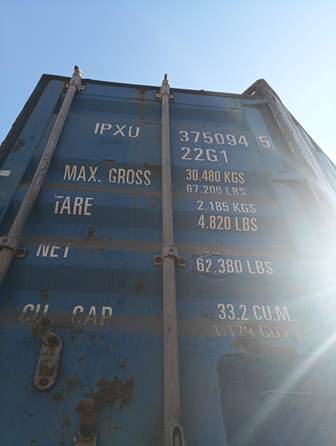 IPXU 375094 5
22G1
MAX. GROSS 30.480 KGS
67.200 LBS
TARE 2.185 KGS
4.820 LBS
NET
62.380 LBS
CU. CAP 33.2 CU.M.